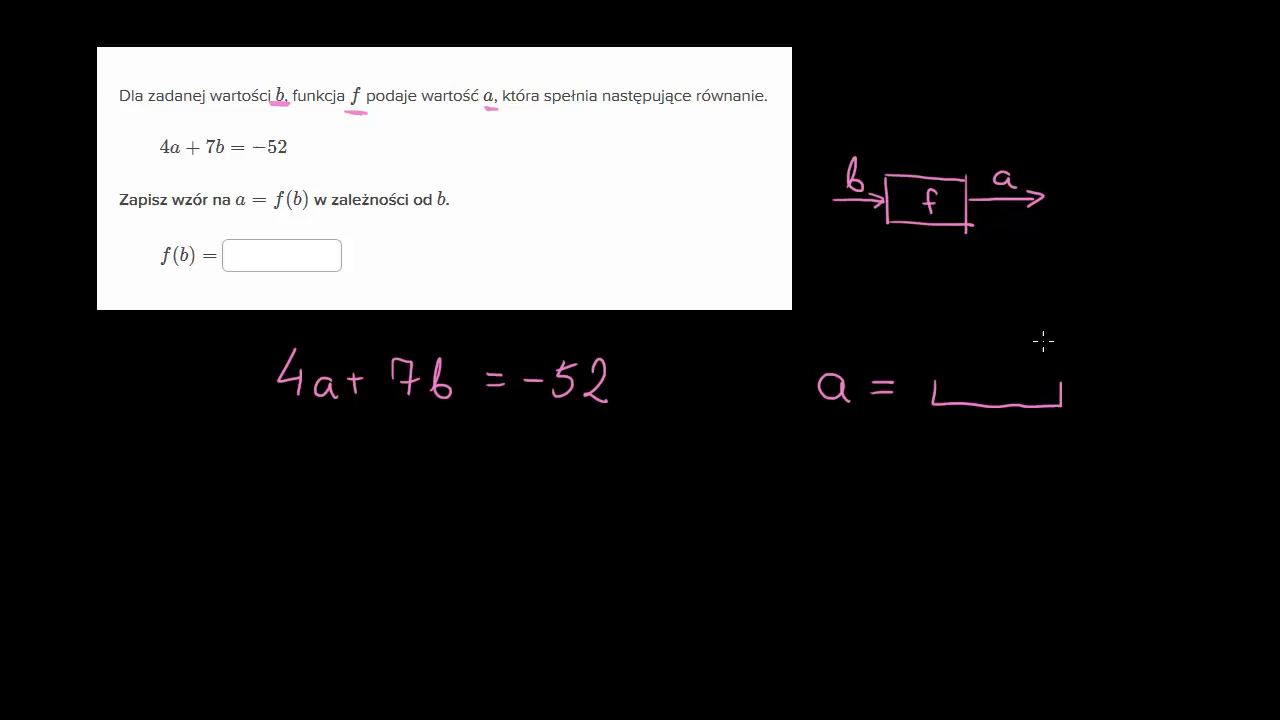 Dla zadanej wartości b, funkcja f podaje wartość a, która spełnia następujące równanie.
4a + 7b = −52
Zapisz wzór na a = f(b) w zależności od b.
f(b) =
b f a
4a + 7b = -52
a =